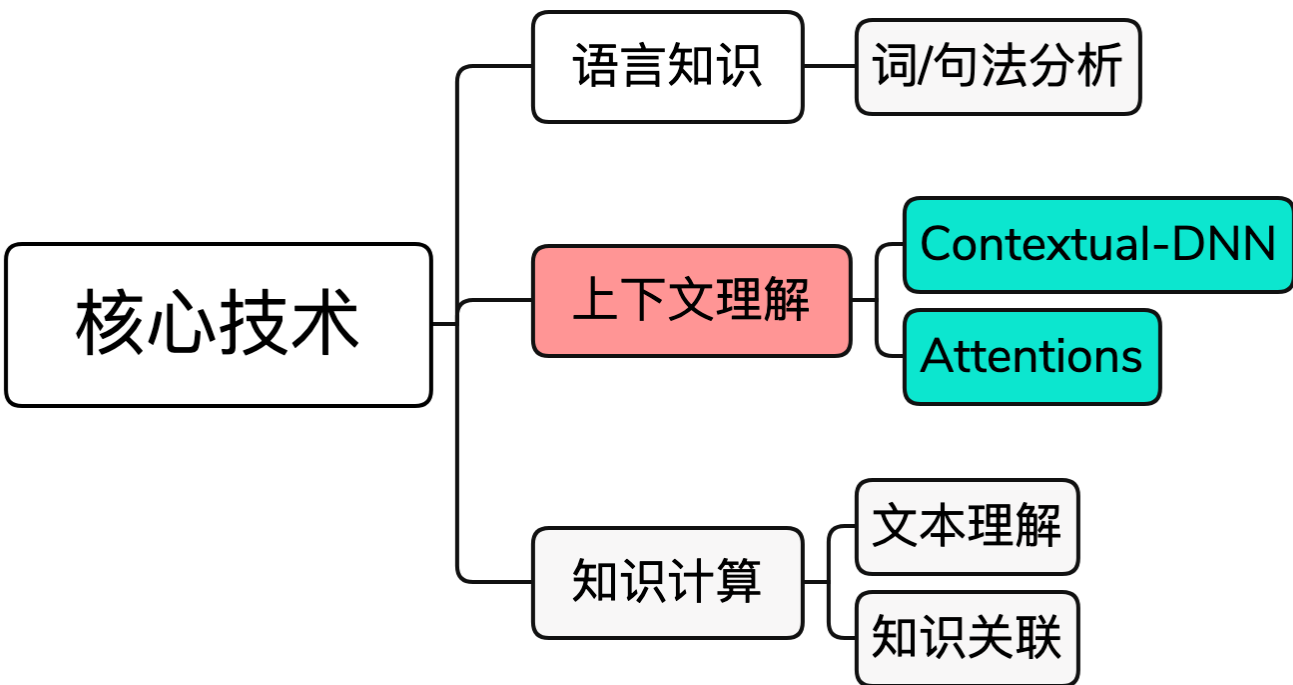 核心技术
语言知识
词/句法分析
上下文理解
Contextual-DNN
Attentions
知识计算
文本理解
知识关联